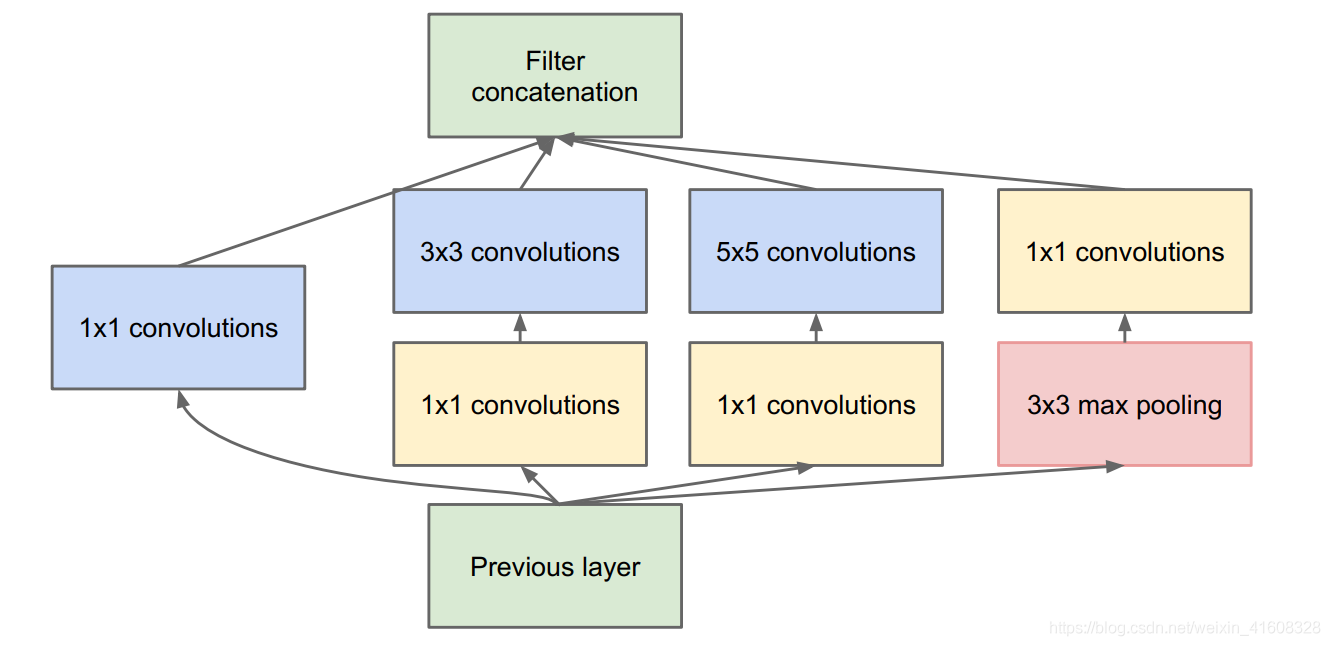 Filter
concatenation
3x3 convolutions
5x5 convolutions
1x1 convolutions
1x1 convolutions
1x1 convolutions
1x1 convolutions
3x3 max pooling
Previous layer
https://blog.csdn.net/weixin_41608328